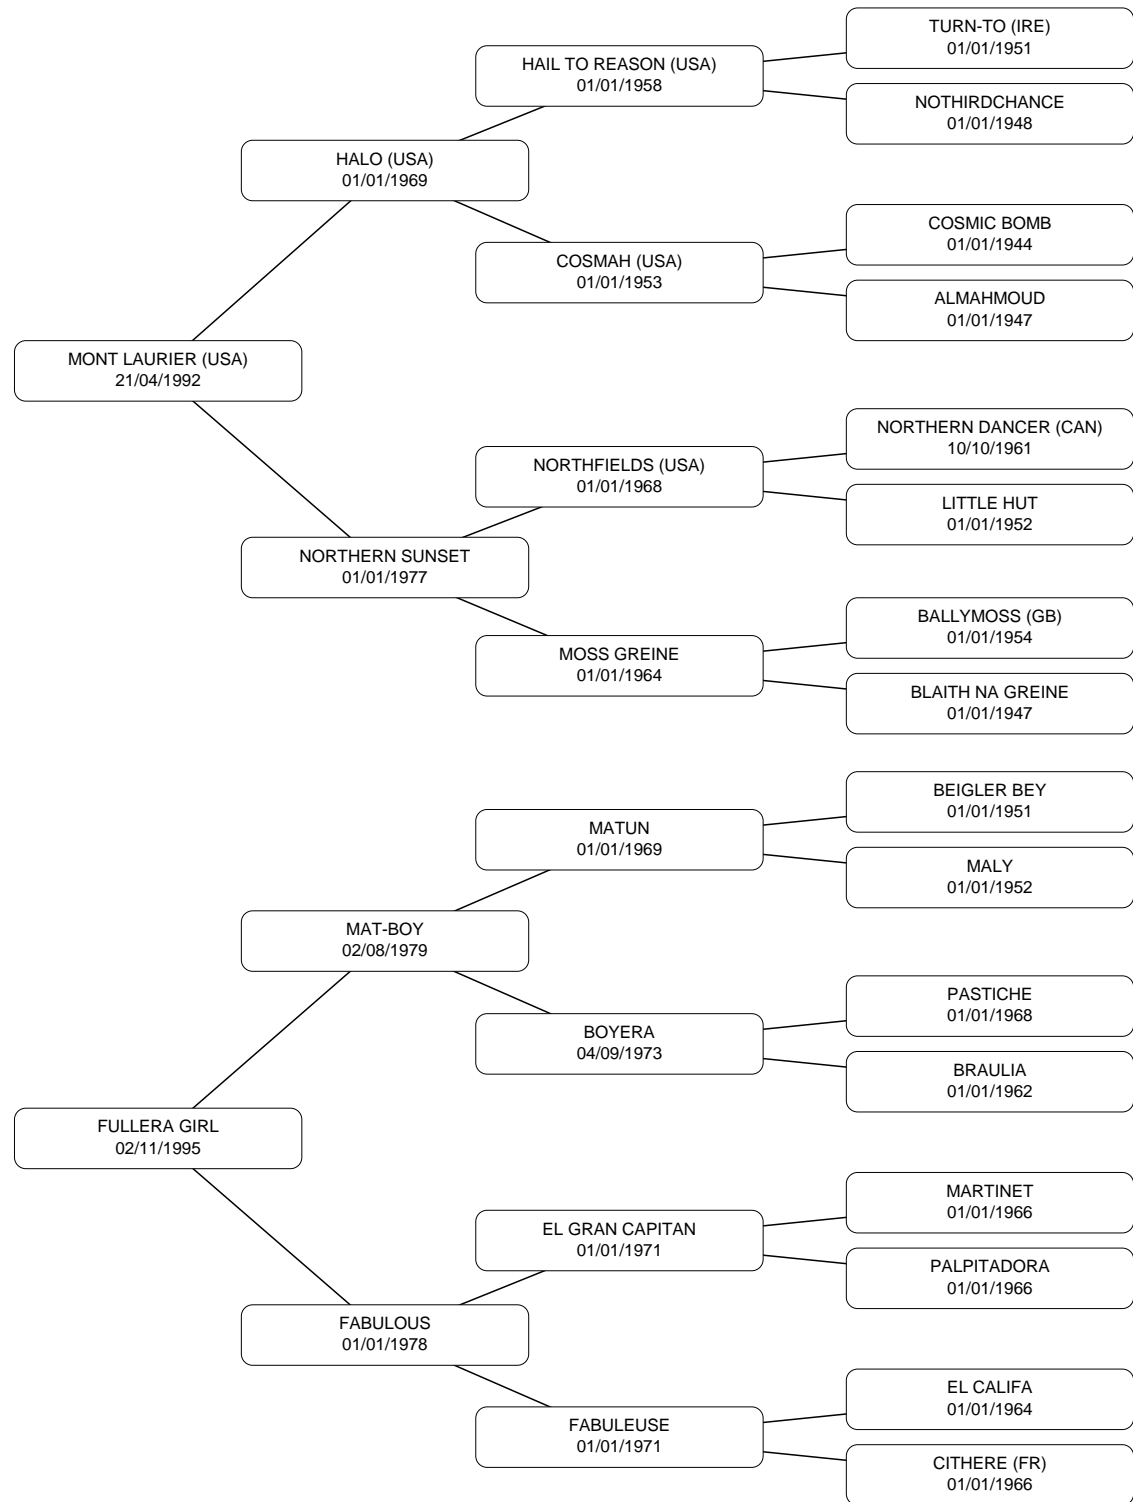 TURN-TO (IRE)
01/01/1951
HAIL TO REASON (USA)
01/01/1958
NOTHIRDCHANCE
01/01/1948
HALO (USA)
01/01/1969
COSMIC BOMB
01/01/1944
COSMAH (USA)
01/01/1953
ALMAHMOUD
01/01/1947
MONT LAURIER (USA)
21/04/1992
NORTHERN DANCER (CAN)
10/10/1961
NORTHFIELDS (USA)
01/01/1968
LITTLE HUT
01/01/1952
NORTHERN SUNSET
01/01/1977
BALLYMOSS (GB)
01/01/1954
MOSS GREINE
01/01/1964
BLAITH NA GREINE
01/01/1947
BEIGLER BEY
01/01/1951
MATUN
01/01/1969
MALY
01/01/1952
MAT-BOY
02/08/1979
PASTICHE
01/01/1968
BOYERA
04/09/1973
BRAULIA
01/01/1962
FULLERA GIRL
02/11/1995
MARTINET
01/01/1966
EL GRAN CAPITAN
01/01/1971
PALPITADORA
01/01/1966
FABULOUS
01/01/1978
EL CALIFA
01/01/1964
FABULEUSE
01/01/1971
CITHERE (FR)
01/01/1966